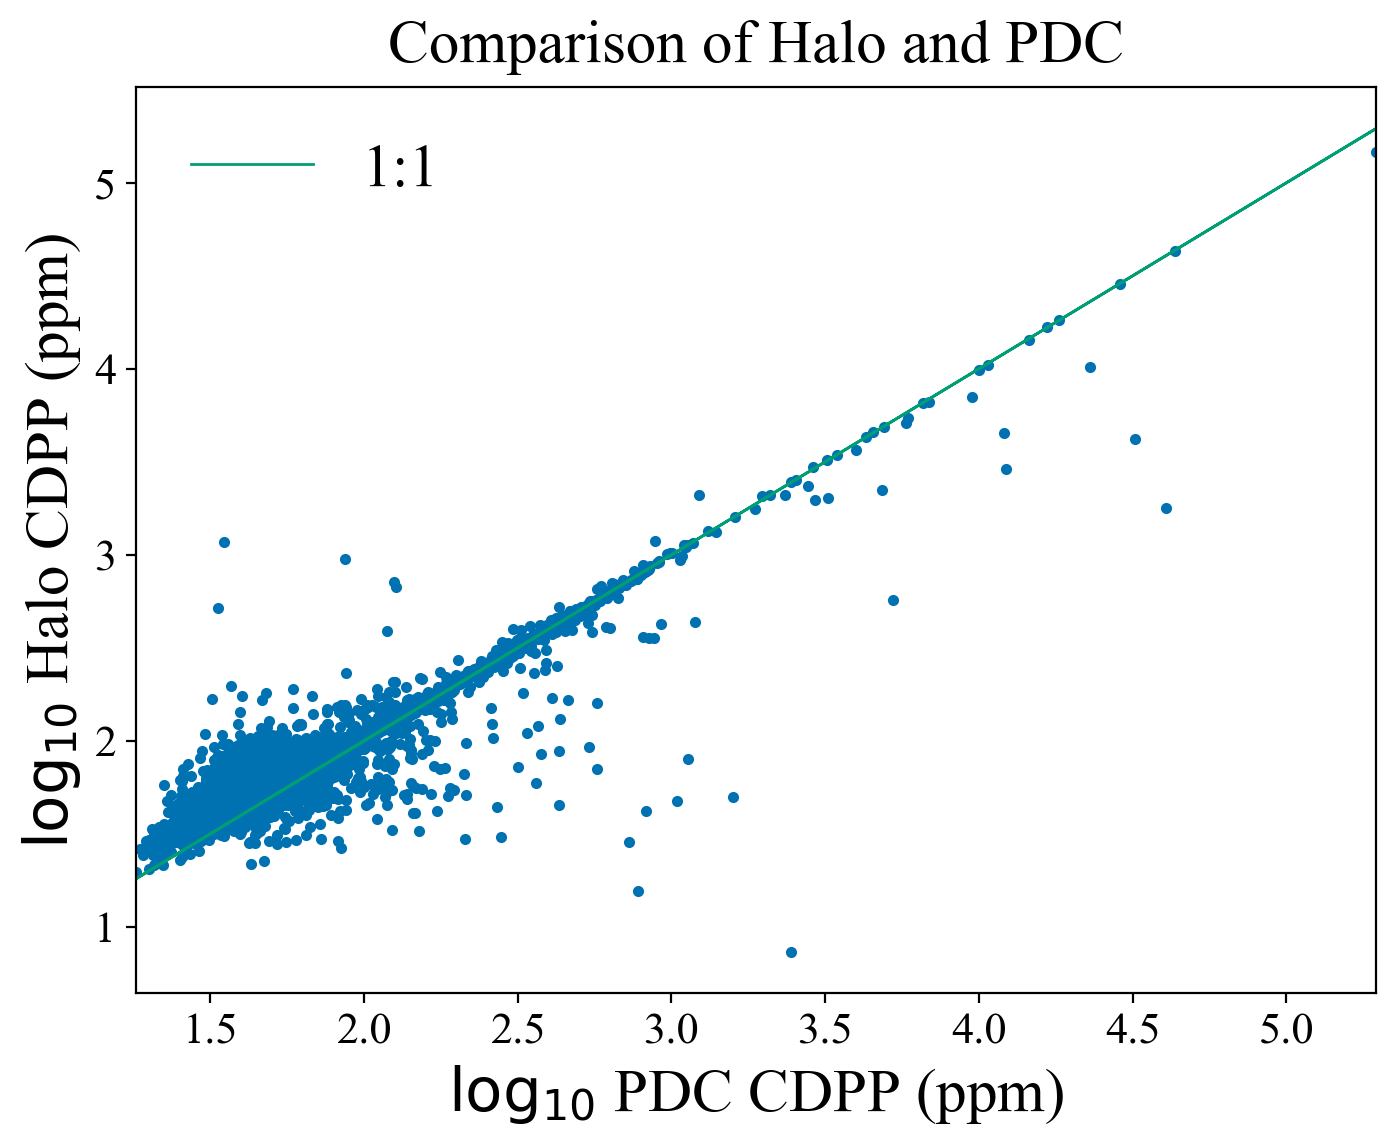 Comparison of Halo and PDC
1:1
log₁₀ Halo CDPP (ppm)
5
4
3
2
1
1.5 2.0 2.5 3.0 3.5 4.0 4.5 5.0
log₁₀ PDC CDPP (ppm)